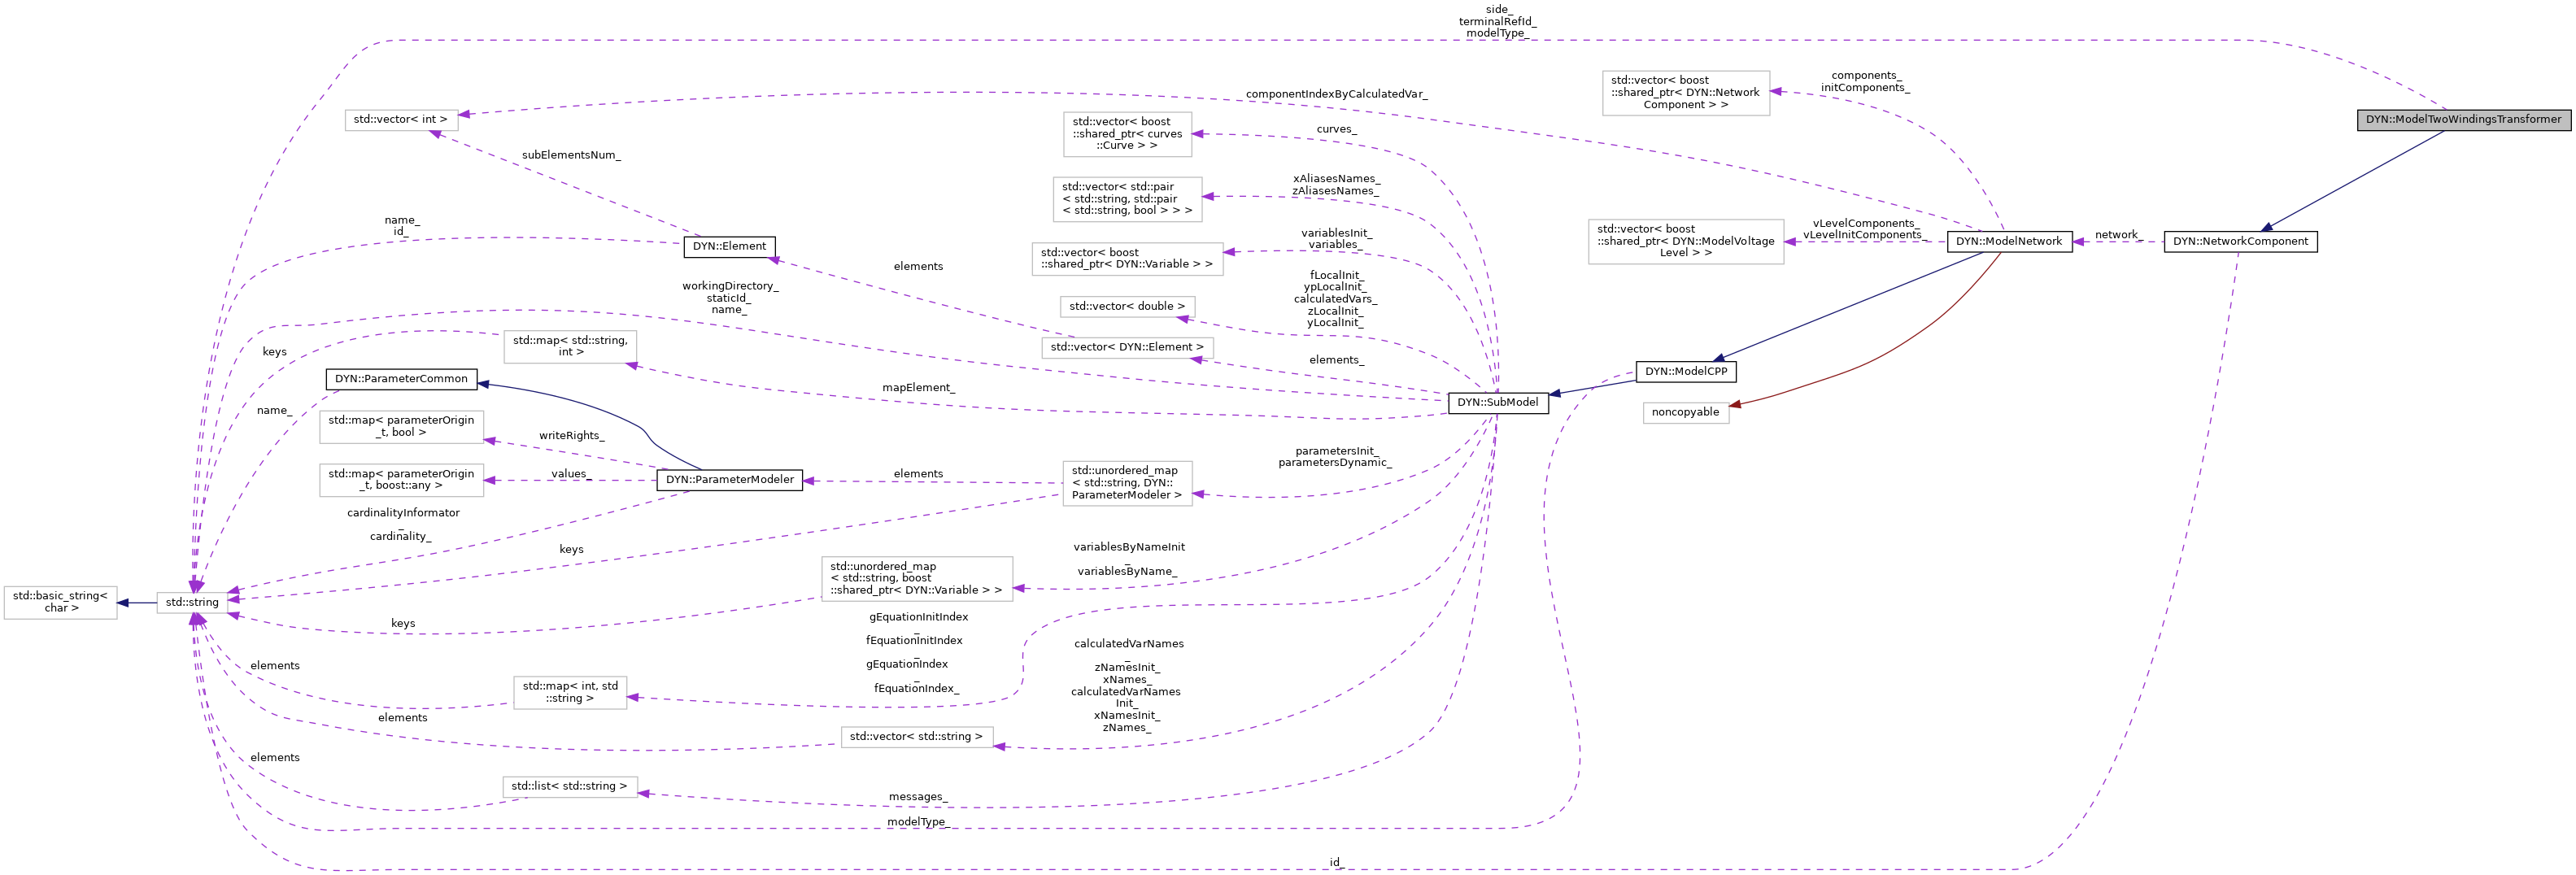 side_
terminalRefId_
modelType_
std::vector< boost
::shared_ptr< DYN::Network
Component > >
components_
initComponents_
componentIndexByCalculatedVar_
std::vector< int >
std::vector< boost
::shared_ptr< curves
::Curve > >
curves_
DYN::ModelTwoWindingsTransformer
subElementsNum_
std::vector< std::pair
< std::string, std::pair
< std::string, bool > > >
xAliasesNames_
zAliasesNames_
name_
id_
DYN::Element
std::vector< boost
::shared_ptr< DYN::Variable > >
variablesInit_
variables_
std::vector< boost
::shared_ptr< DYN::ModelVoltage
Level > >
vLevelComponents_
vLevelInitComponents_
DYN::ModelNetwork
network_
DYN::NetworkComponent
elements
workingDirectory_
staticId_
name_
std::vector< double >
fLocalInit_
ypLocalInit_
calculatedVars_
zLocalInit_
yLocalInit_
keys
std::map< std::string,
int >
std::vector< DYN::Element >
elements_
DYN::ParameterCommon
mapElement_
DYN::SubModel
DYN::ModelCPP
noncopyable
name_
std::map< parameterOrigin
_t, bool >
writeRights_
std::map< parameterOrigin
_t, boost::any >
values_
DYN::ParameterModeler
elements
std::unordered_map
< std::string, DYN::
ParameterModeler >
parametersInit_
parametersDynamic_
cardinalityInformator
_
cardinality_
keys
std::unordered_map
< std::string, boost
::shared_ptr< DYN::Variable > >
variablesByNameInit
_
variablesByName_
std::basic_string<
char >
std::string
keys
gEquationInitIndex
_
fEquationInitIndex
_
gEquationIndex
_
fEquationIndex_
elements
std::map< int, std
::string >
calculatedVarNames
_
zNamesInit_
xNames_
calculatedVarNames
Init_
xNamesInit_
zNames_
elements
std::vector< std::string >
elements
std::list< std::string >
messages_
modelType_
id_